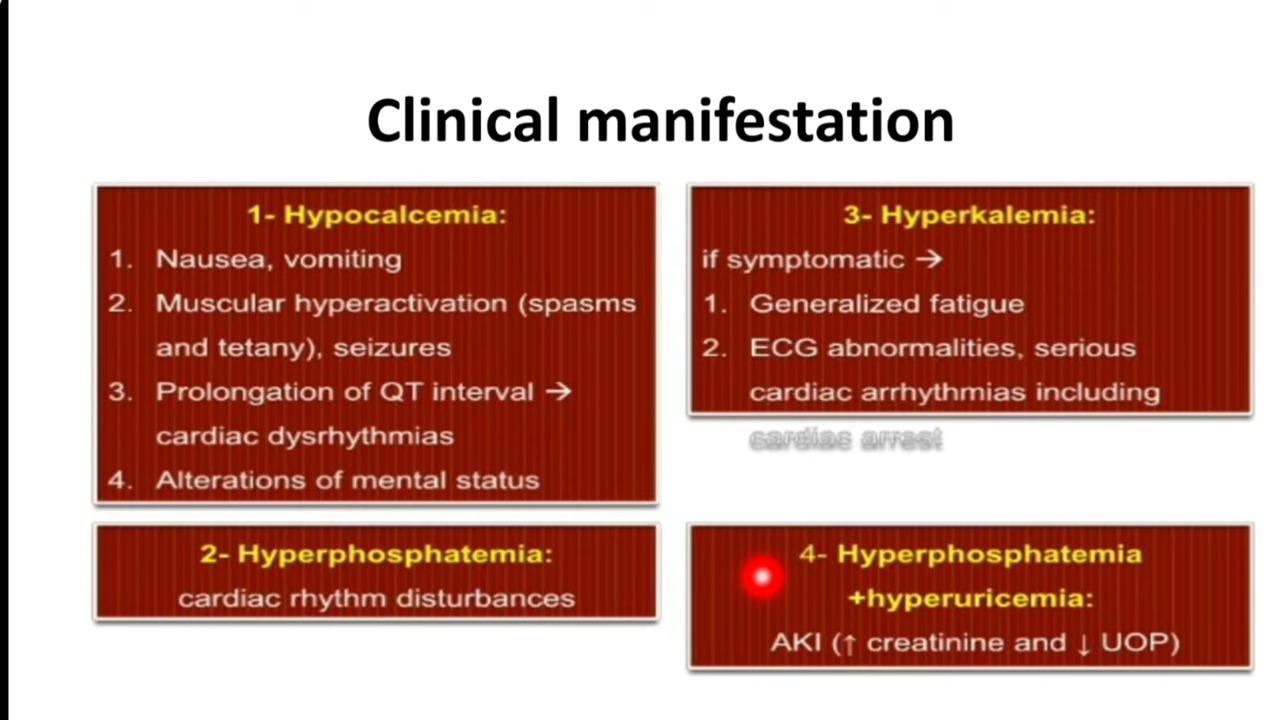 Clinical manifestation
1- Hypocalcemia:
1. Nausea, vomiting
2. Muscular hyperactivation (spasms
and tetany), seizures
3. Prolongation of QT interval →
cardiac dysrhythmias
4. Alterations of mental status
2- Hyperphosphatemia:
cardiac rhythm disturbances
3- Hyperkalemia:
if symptomatic →
1. Generalized fatigue
2. ECG abnormalities, serious
cardiac arrhythmias including
cardiac arrest
4- Hyperphosphatemia
+hyperuricemia:
AKI (↑ creatinine and ↓ UOP)